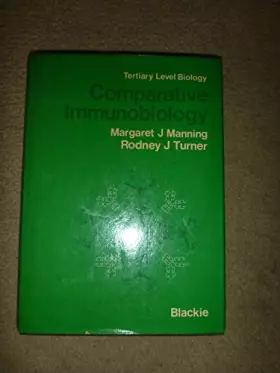 Tertiary Level Biology
Comparative
Immunobiology
Margaret J Manning
Rodney J Turner
Blackie